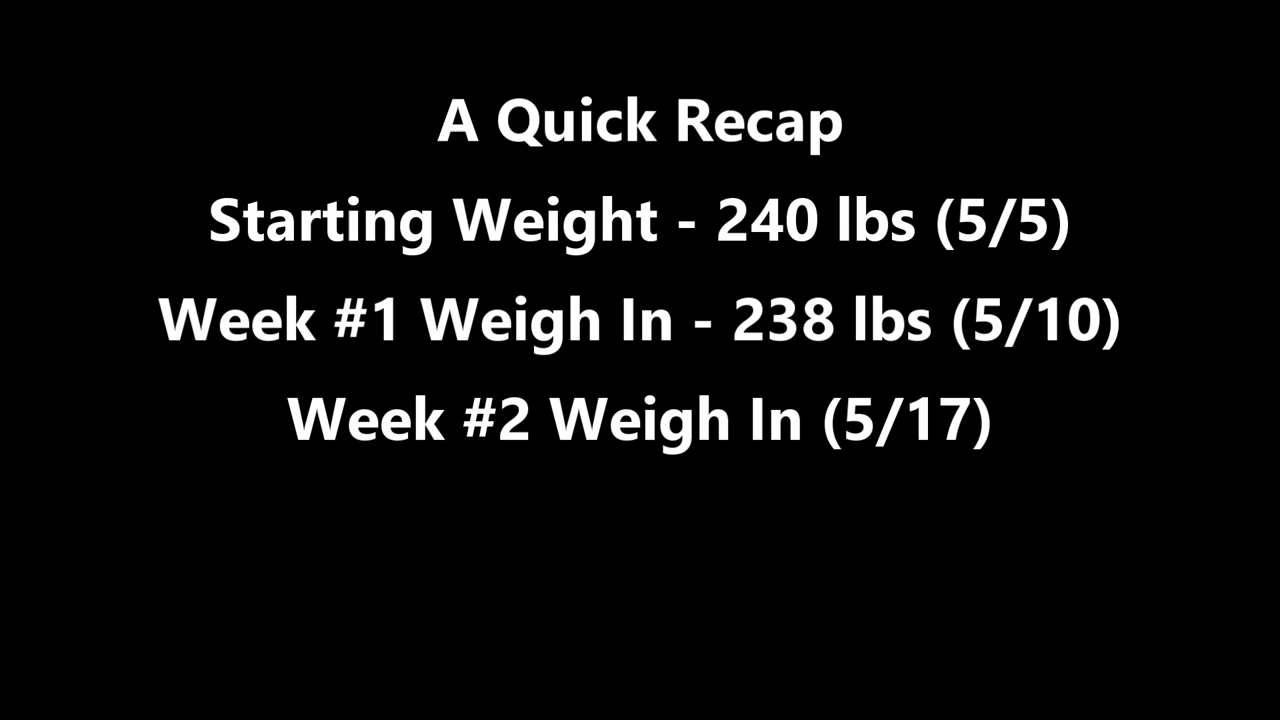 A Quick Recap
Starting Weight - 240 lbs (5/5)
Week #1 Weigh In - 238 lbs (5/10)
Week #2 Weigh In (5/17)